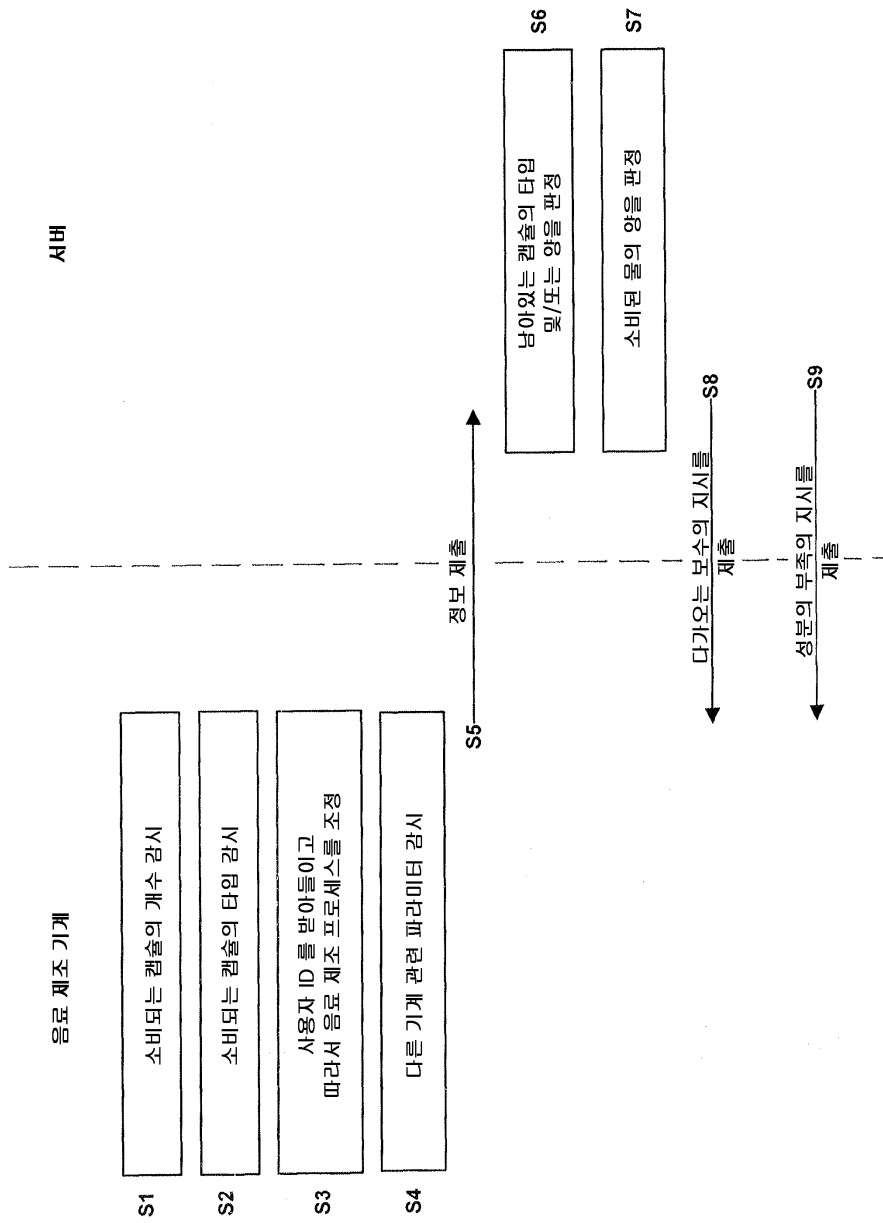 음료 제조 기계
서버
S1
소비되는 캡슐의 개수 감시
S2
소비되는 캡슐의 타입 감시
S3
사용자 ID 를 받아들이고
따라서 음료 제조 프로세스를 조정
S4
다른 기계 관련 파라미터 감시
S5
정보 제출
남아있는 캡슐의 타입
및/또는 양을 판정
S6
소비된 물의 양을 판정
S7
다가오는 보수의 지시를
제출
S8
성분의 부족의 지시를
제출
S9